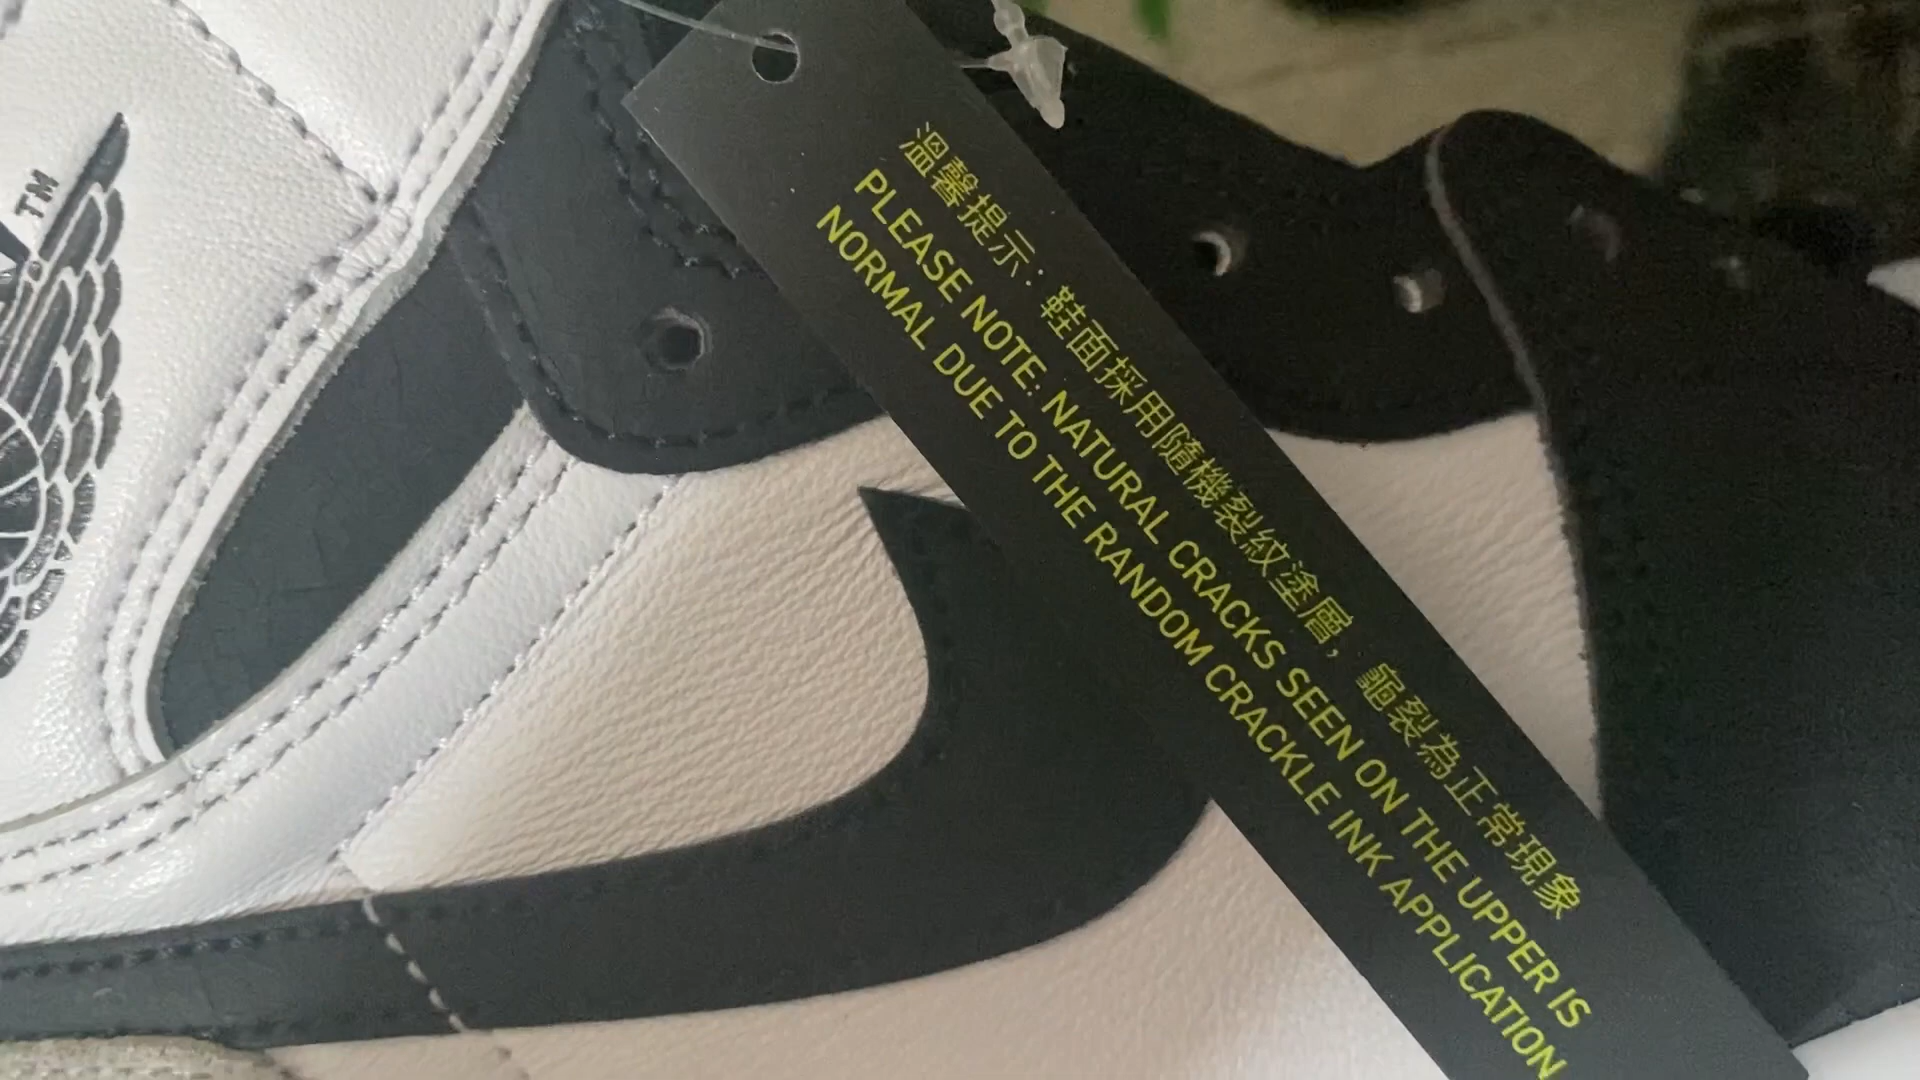 TM
溫馨提示：鞋面採用隨機裂紋塗層，龜裂為正常現象
PLEASE NOTE: NATURAL CRACKS SEEN ON THE UPPER IS
NORMAL DUE TO THE RANDOM CRACKLE INK APPLICATION